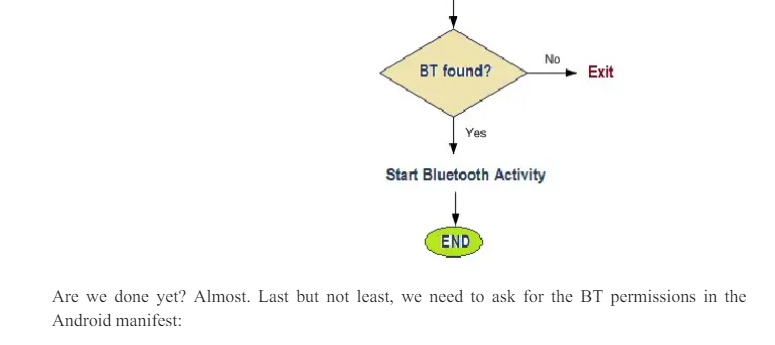 BT found?
No
Exit
Yes
Start Bluetooth Activity
END
Are we done yet? Almost. Last but not least, we need to ask for the BT permissions in the
Android manifest: